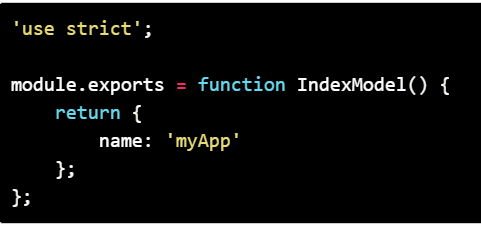 'use strict';
module.exports = function IndexModel() {
    return {
        name: 'myApp'
    };
};